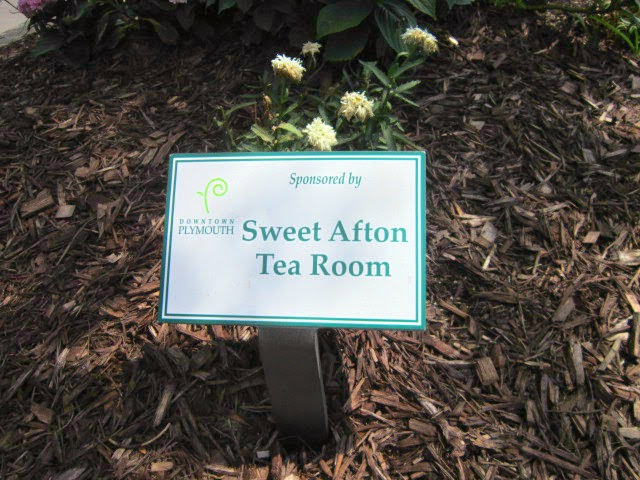 Sponsored by
DOWNTOWN
PLYMOUTH
Sweet Afton
Tea Room